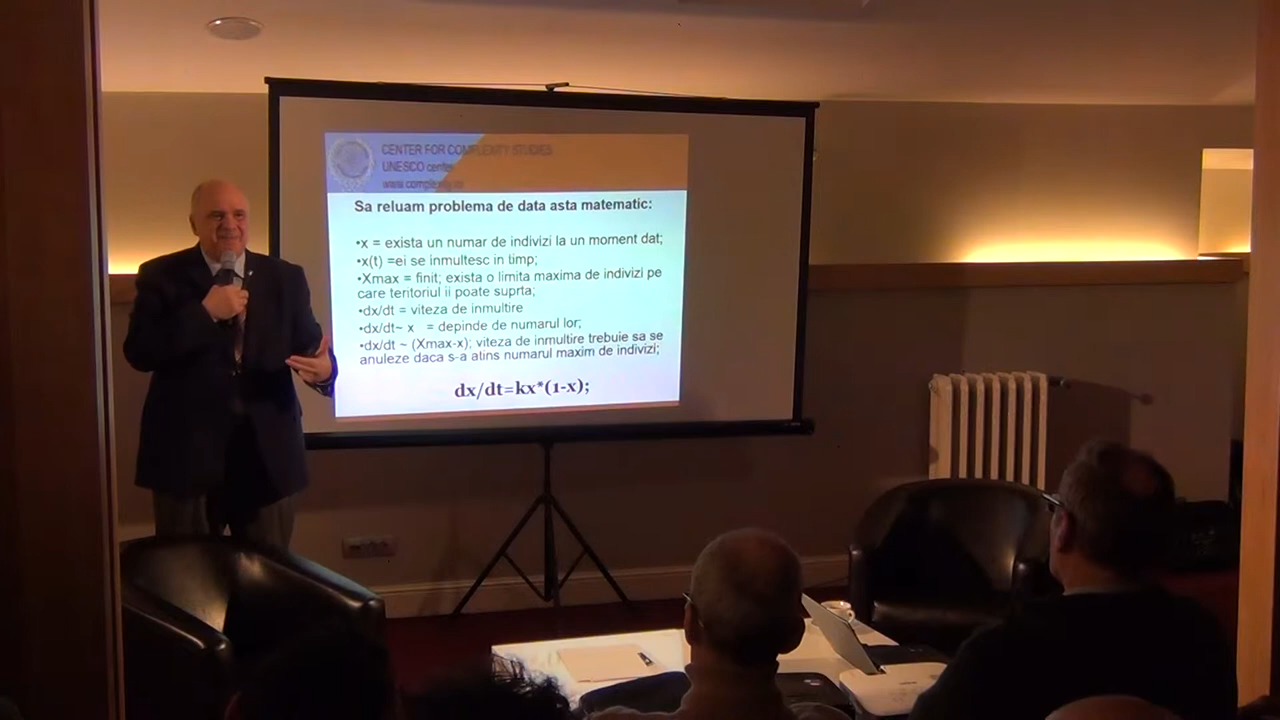 CENTER FOR COMPLEXITY STUDIES
UNESCO center
www.complexity.ro
Sa reluam problema de data asta matematic:
•x = exista un numar de indivizi la un moment dat;
•x(t) =ei se inmultesc in timp;
•Xmax = finit; exista o limita maxima de indivizi pe
care teritoriul ii poate suprta;
•dx/dt = viteza de inmultire
•dx/dt~ x = depinde de numarul lor;
•dx/dt ~ (Xmax-x); viteza de inmultire trebuie sa se
anuleze daca s-a atins numarul maxim de indivizi;
dx/dt=kx*(1-x);